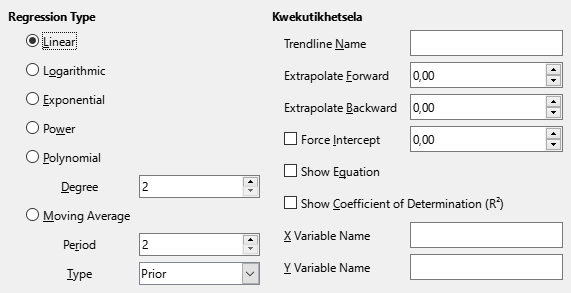 Regression Type
Linear
Logarithmic
Exponential
Power
Polynomial
Degree 2
Moving Average
Period 2
Type Prior
Kwekutikhetsela
Trendline Name
Extrapolate Forward 0,00
Extrapolate Backward 0,00
Force Intercept 0,00
Show Equation
Show Coefficient of Determination (R²)
X Variable Name
Y Variable Name